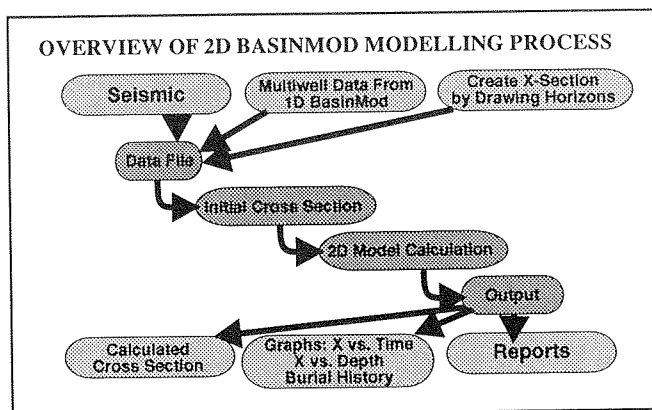 OVERVIEW OF 2D BASINMOD MODELLING PROCESS
Seismic
Multiwell Data From
1D BasinMod
Create X-Section
by Drawing Horizons
Data File
Initial Cross Section
2D Model Calculation
Output
Calculated
Cross Section
Graphs: X vs. Time
X vs. Depth
Burial History
Reports